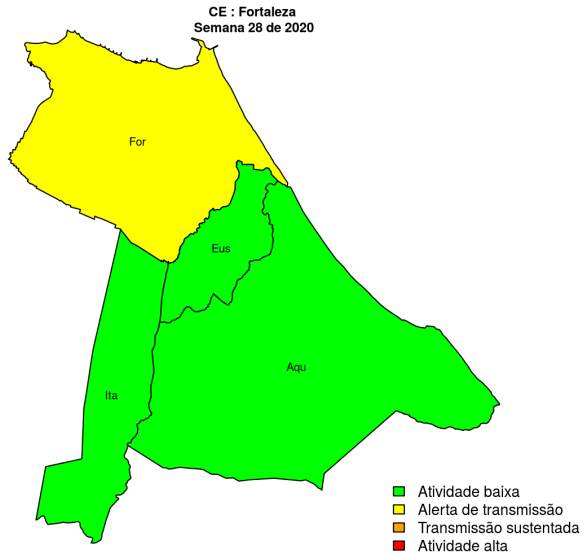 CE : Fortaleza
Semana 28 de 2020
For
Eus
Aqu
Ita
Atividade baixa
Alerta de transmissão
Transmissão sustentada
Atividade alta